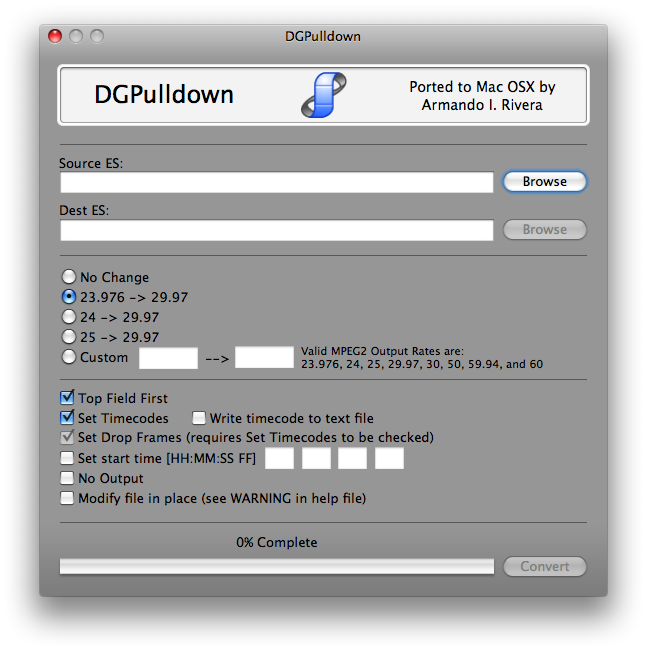 DGPulldown
DGPulldown
Ported to Mac OSX by
Armando I. Rivera
Source ES:
Browse
Dest ES:
Browse
No Change
23.976 -> 29.97
24 -> 29.97
25 -> 29.97
Custom -->
Valid MPEG2 Output Rates are:
23.976, 24, 25, 29.97, 30, 50, 59.94, and 60
Top Field First
Set Timecodes Write timecode to text file
Set Drop Frames (requires Set Timecodes to be checked)
Set start time [HH:MM:SS FF]
No Output
Modify file in place (see WARNING in help file)
0% Complete
Convert